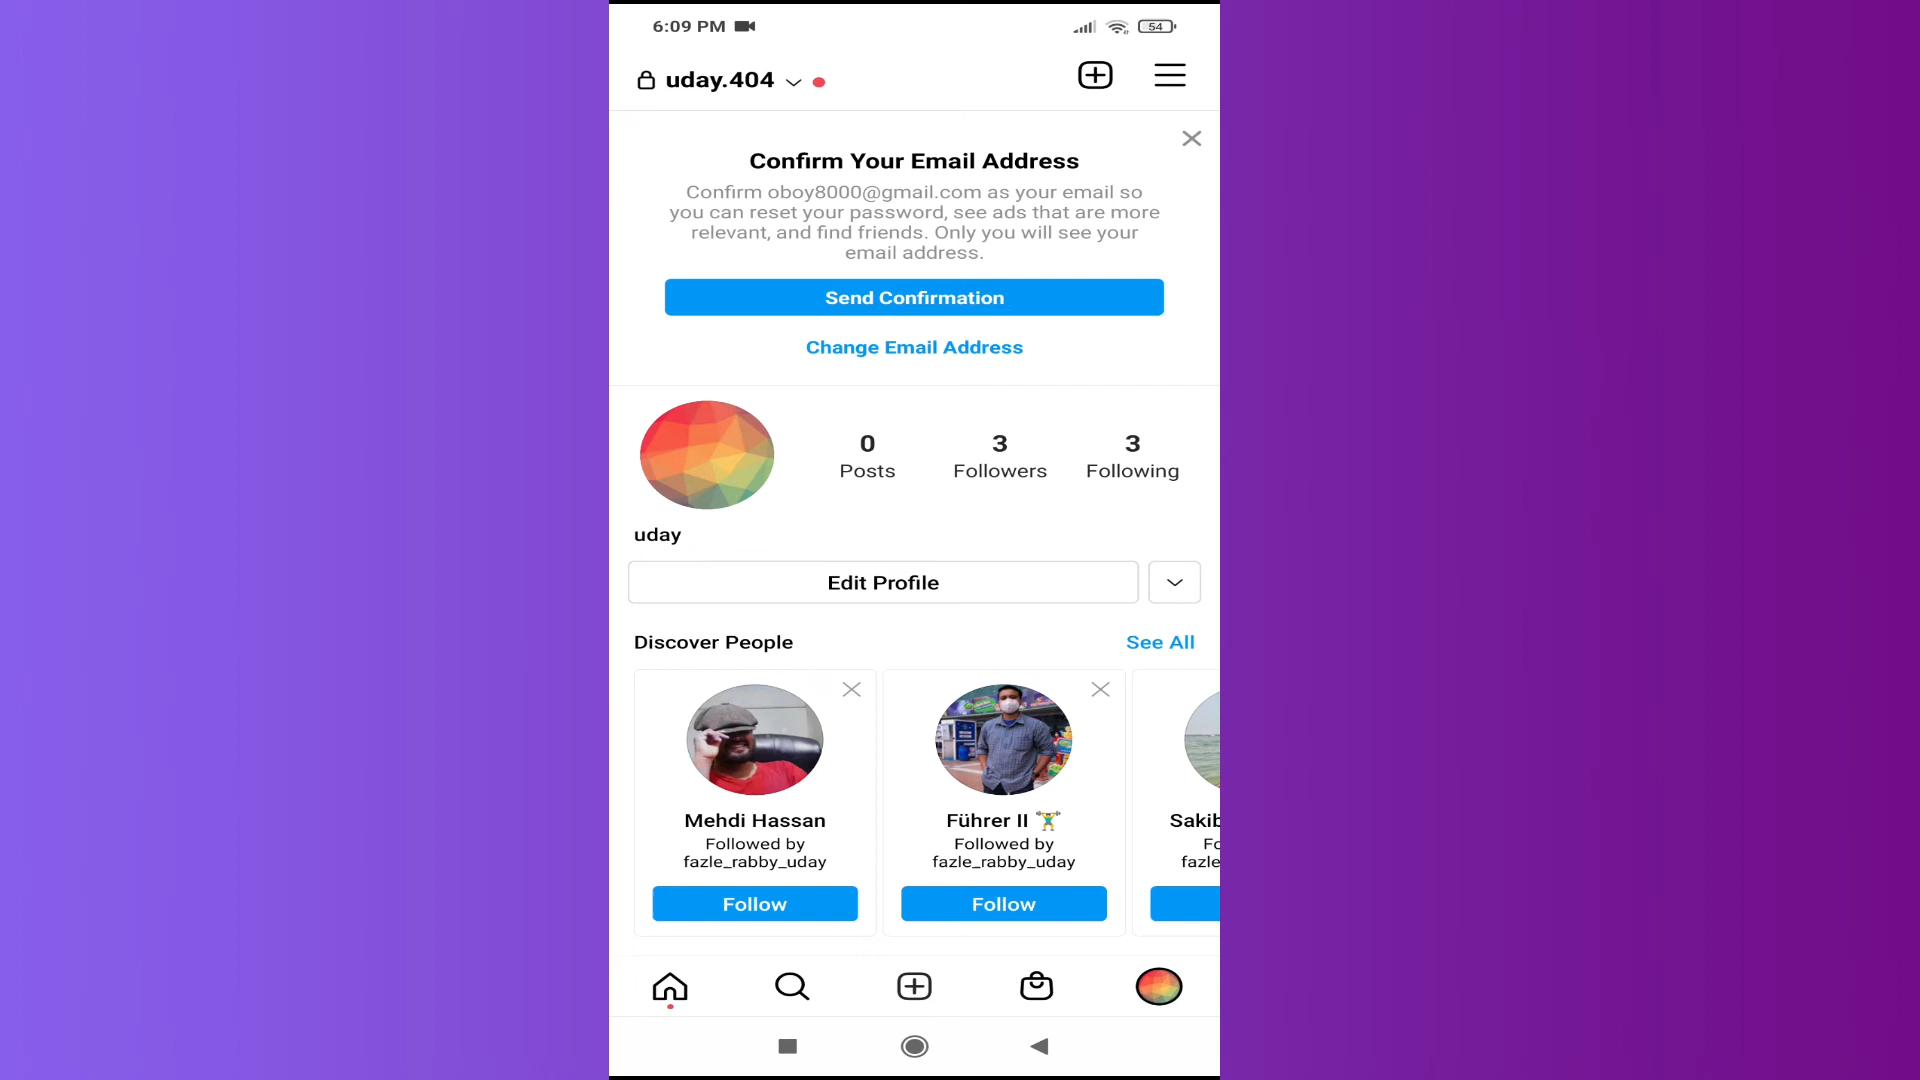 6:09 PM
54
uday.404
Confirm Your Email Address
Confirm oboy8000@gmail.com as your email so
you can reset your password, see ads that are more
relevant, and find friends. Only you will see your
email address.
Send Confirmation
Change Email Address
0 3 3
Posts Followers Following
uday
Edit Profile
Discover People See All
Mehdi Hassan Führer II 🏋️‍♂️ Sakib
Followed by Followed by Fo
fazle_rabby_uday fazle_rabby_uday fazle
Follow Follow